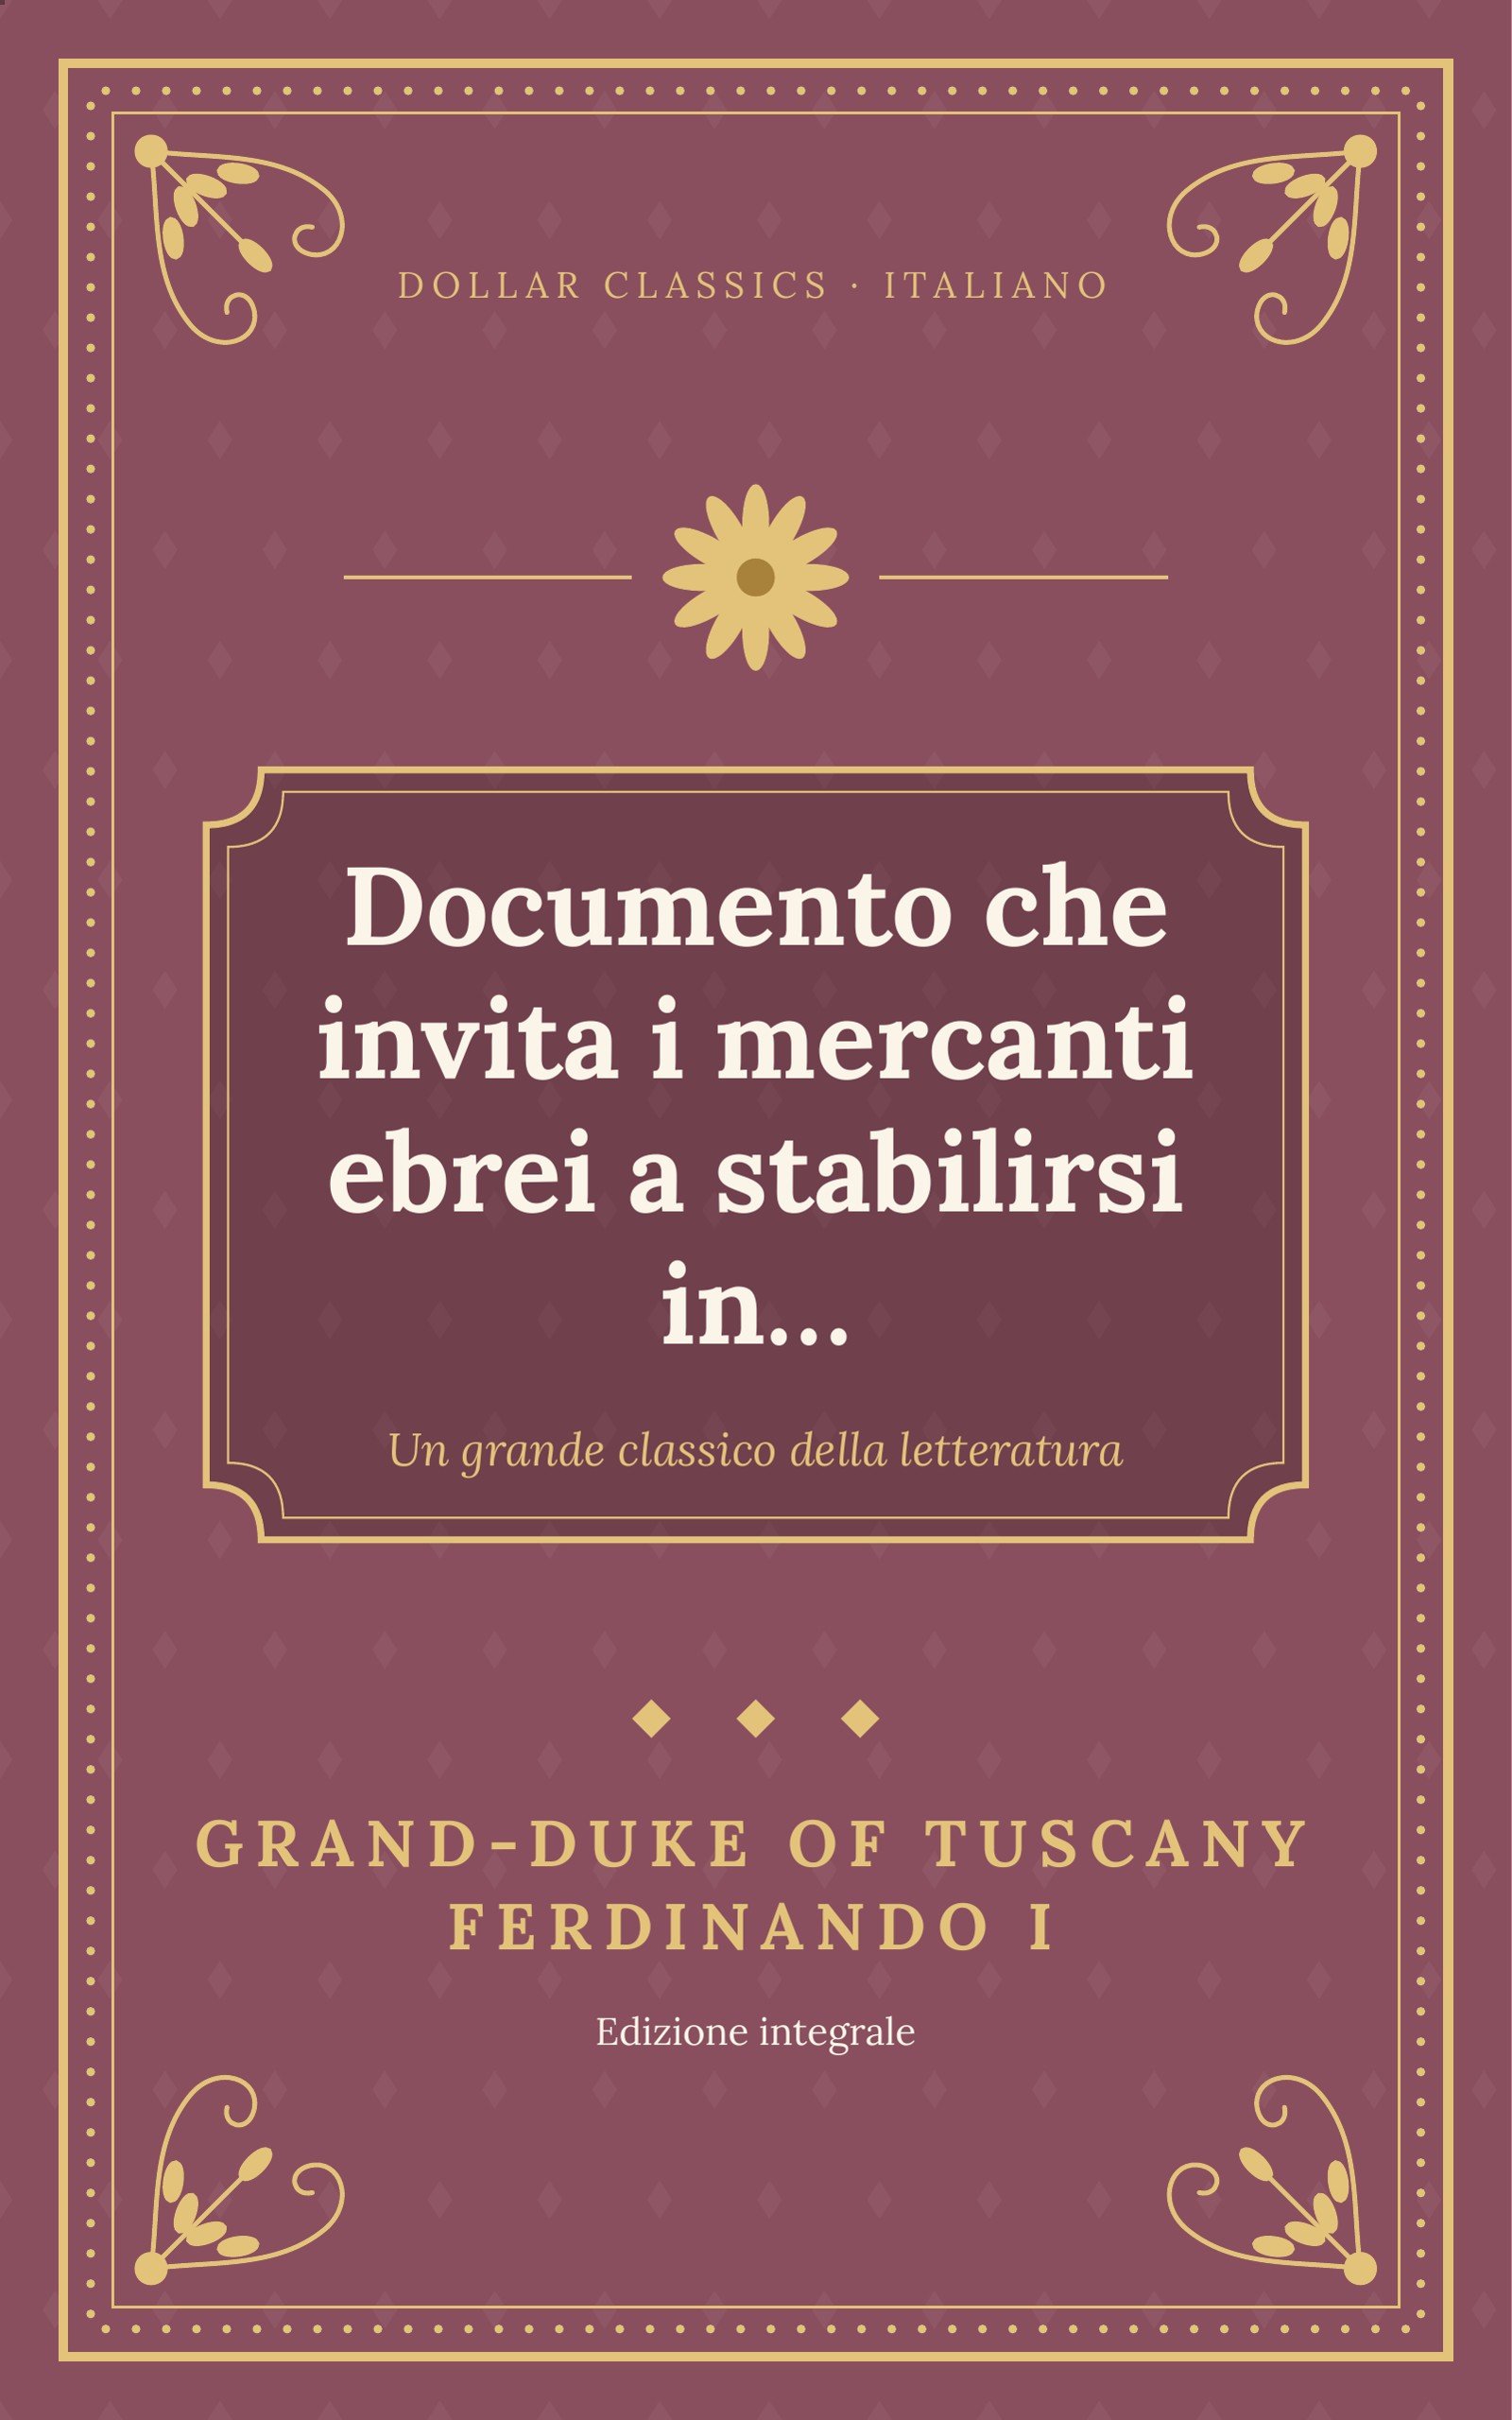 DOLLAR CLASSICS · ITALIANO
Documento che
invita i mercanti
ebrei a stabilirsi
in...
Un grande classico della letteratura
GRAND-DUKE OF TUSCANY
FERDINANDO I
Edizione integrale